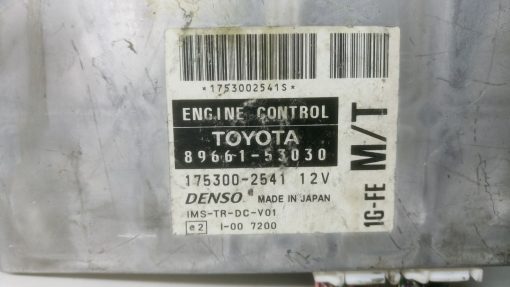 *1753002541S*
ENGINE CONTROL
TOYOTA
89661-53030
175300-2541 12V
DENSO MADE IN JAPAN
IMS-TR-DC-V01
e2 I-00 7200
1G-FE M/T